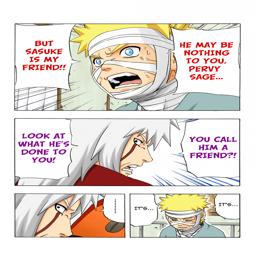 HE MAY BE
NOTHING TO
YOU, PERVY
SAGE...
BUT
SASUKE
IS MY
FRIEND!!
YOU CALL
HIM A
FRIEND?!
LOOK AT
WHAT HE'S
DONE TO
YOU!
IT'S...
IT'S...
......